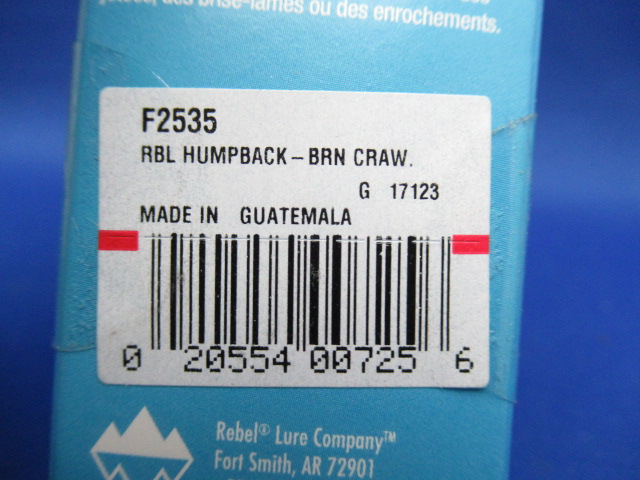 des brise-lames ou des enrochements.
F2535
RBL HUMPBACK – BRN CRAW.
G 17123
MADE IN GUATEMALA
0 20554 00725 6
Rebel® Lure Company™
Fort Smith, AR 72901